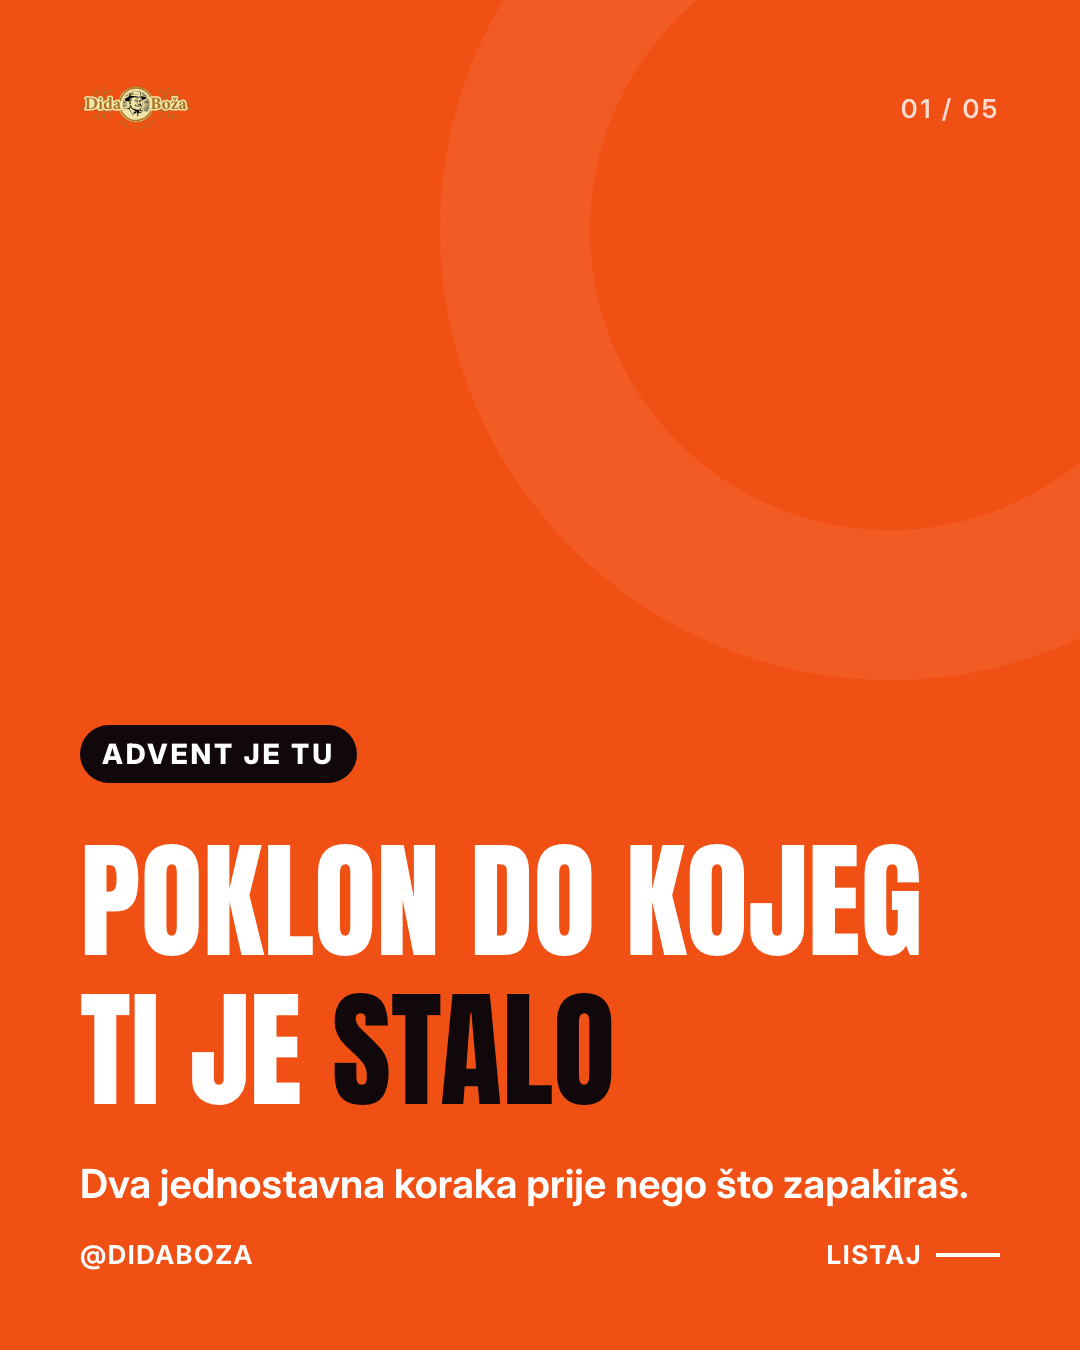 Dida Boža
01 / 05
ADVENT JE TU
POKLON DO KOJEG
TI JE STALO
Dva jednostavna koraka prije nego što zapakiraš.
@DIDABOZA
LISTAJ